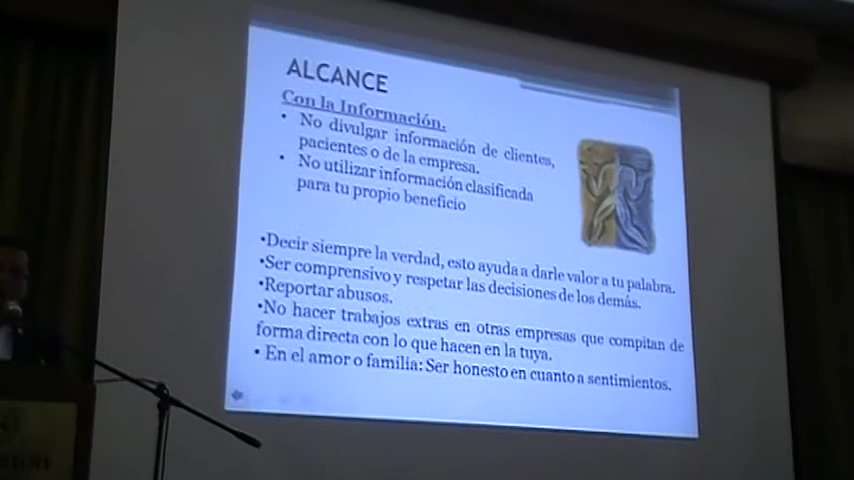 ALCANCE
Con la Información.
• No divulgar información de clientes,
pacientes o de la empresa.
• No utilizar información clasificada
para tu propio beneficio
•Decir siempre la verdad, esto ayuda a darle valor a tu palabra.
•Ser comprensivo y respetar las decisiones de los demás.
•Reportar abusos.
•No hacer trabajos extras en otras empresas que compitan de
forma directa con lo que hacen en la tuya.
• En el amor o familia: Ser honesto en cuanto a sentimientos.